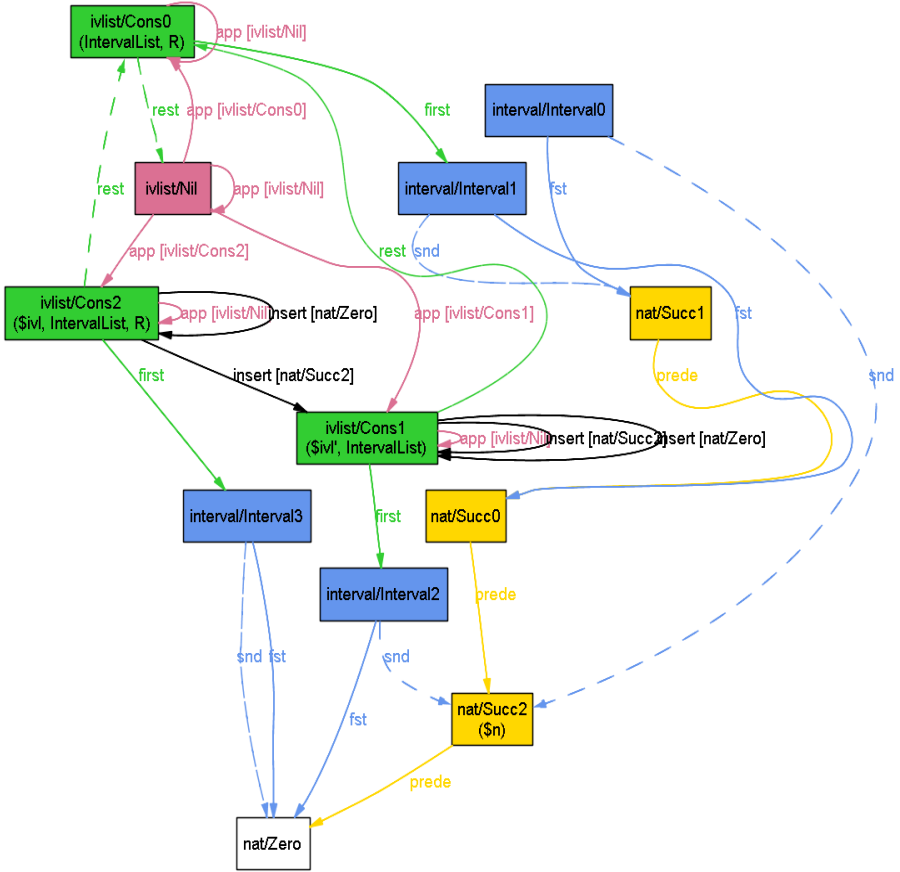 ivlist/Cons0
(IntervalList, R)
app [ivlist/Nil]
rest
app [ivlist/Cons0]
first
interval/Interval0
ivlist/Nil
app [ivlist/Nil]
interval/Interval1
fst
rest
app [ivlist/Cons2]
rest
snd
ivlist/Cons2
($ivl, IntervalList, R)
app [ivlist/Nil]
insert [nat/Zero]
app [ivlist/Cons1]
nat/Succ1
fst
first
insert [nat/Succ2]
prede
snd
ivlist/Cons1
($ivl', IntervalList)
app [ivlist/Nil]
insert [nat/Succ2]
insert [nat/Zero]
interval/Interval3
first
nat/Succ0
interval/Interval2
prede
snd
fst
snd
nat/Succ2
($n)
fst
prede
nat/Zero